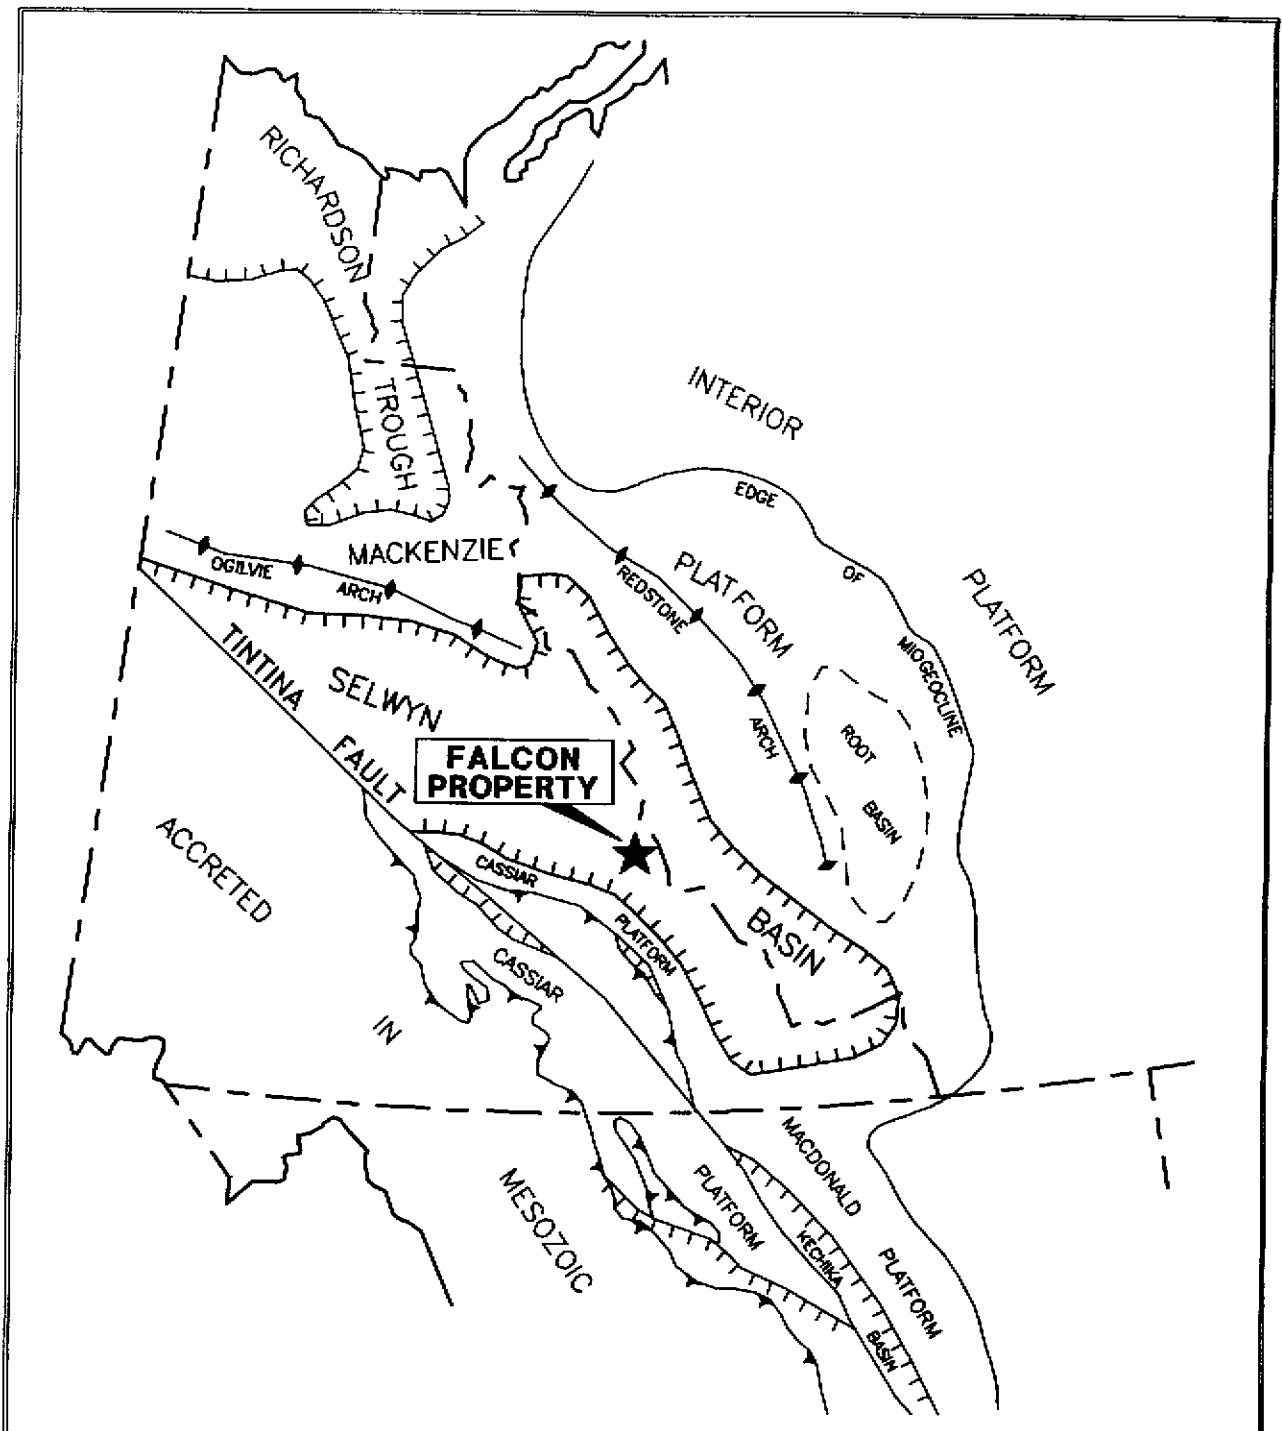 RICHARDSON
TROUGH
INTERIOR
PLATFORM
EDGE
OF
MIOGEOCLINE
MACKENZIE
PLATFORM
OGILVIE
ARCH
REDSTONE
ARCH
ROOT
BASIN
TINTINA
FAULT
SELWYN
BASIN
FALCON
PROPERTY
ACCRETED
IN
MESOZOIC
CASSIAR
PLATFORM
CASSIAR
PLATFORM
MACDONALD
PLATFORM
KECHIKA
BASIN